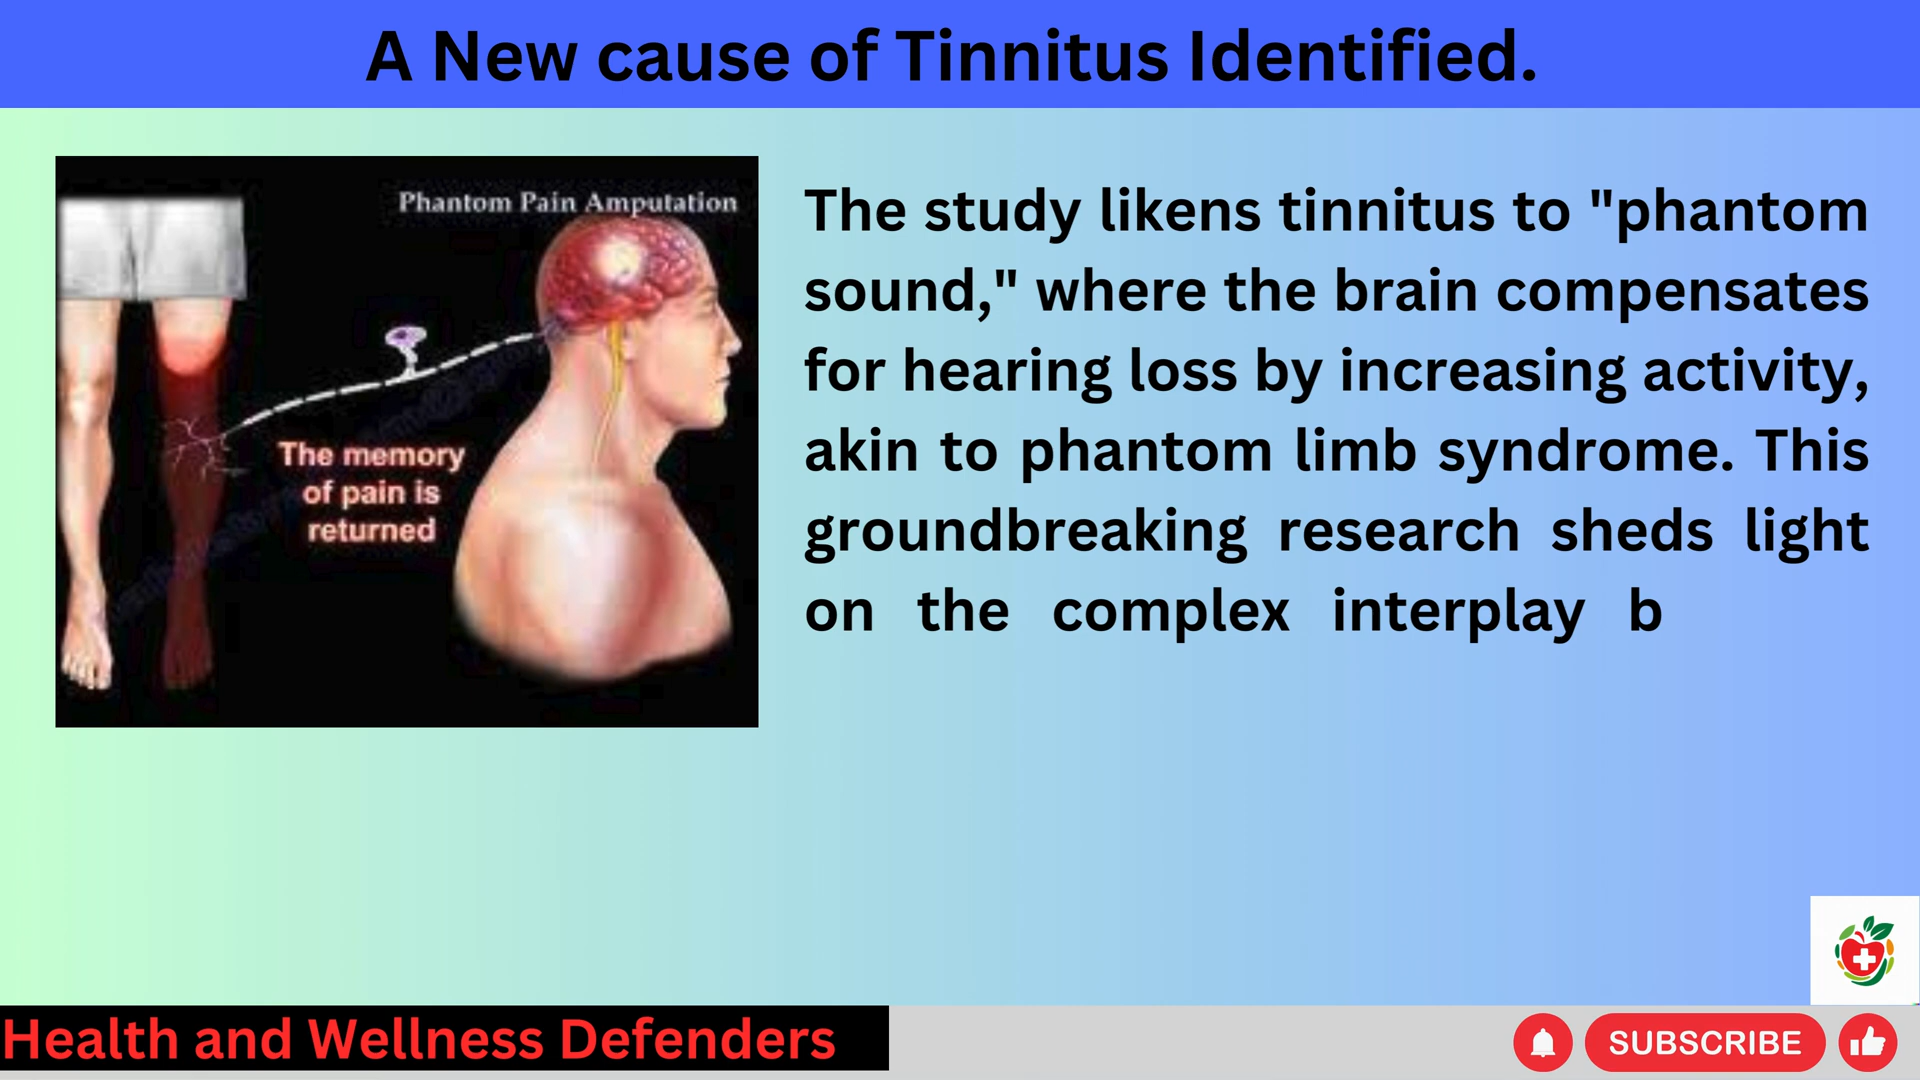 A New cause of Tinnitus Identified.
Phantom Pain Amputation
The memory
of pain is
returned
The study likens tinnitus to "phantom
sound," where the brain compensates
for hearing loss by increasing activity,
akin to phantom limb syndrome. This
groundbreaking research sheds light
on the complex interplay b
Health and Wellness Defenders
SUBSCRIBE